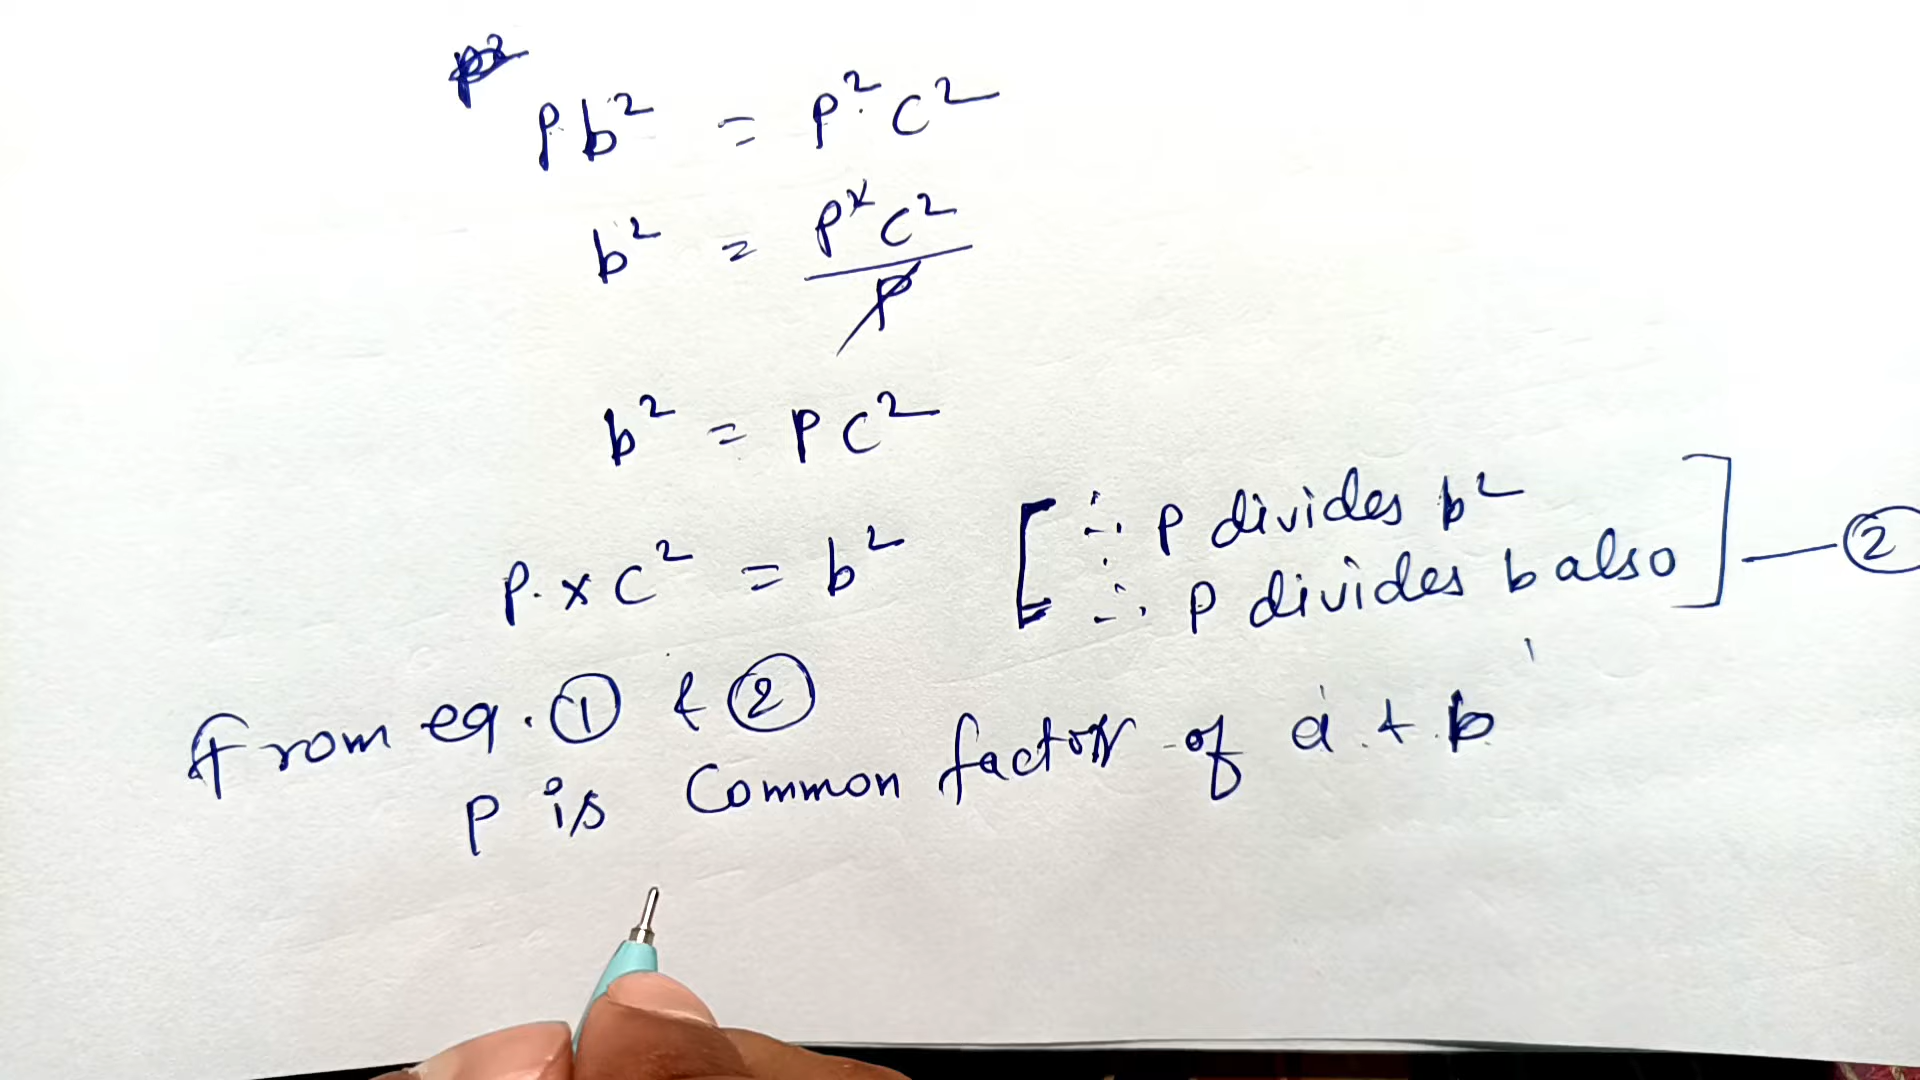 p²
pb² = p²c²
b² = p²c²/p
b² = pc²
p × c² = b² [∴ p divides b²
∴ p divides b also] — ②
From eq. ① & ②
p is common factor of a & b